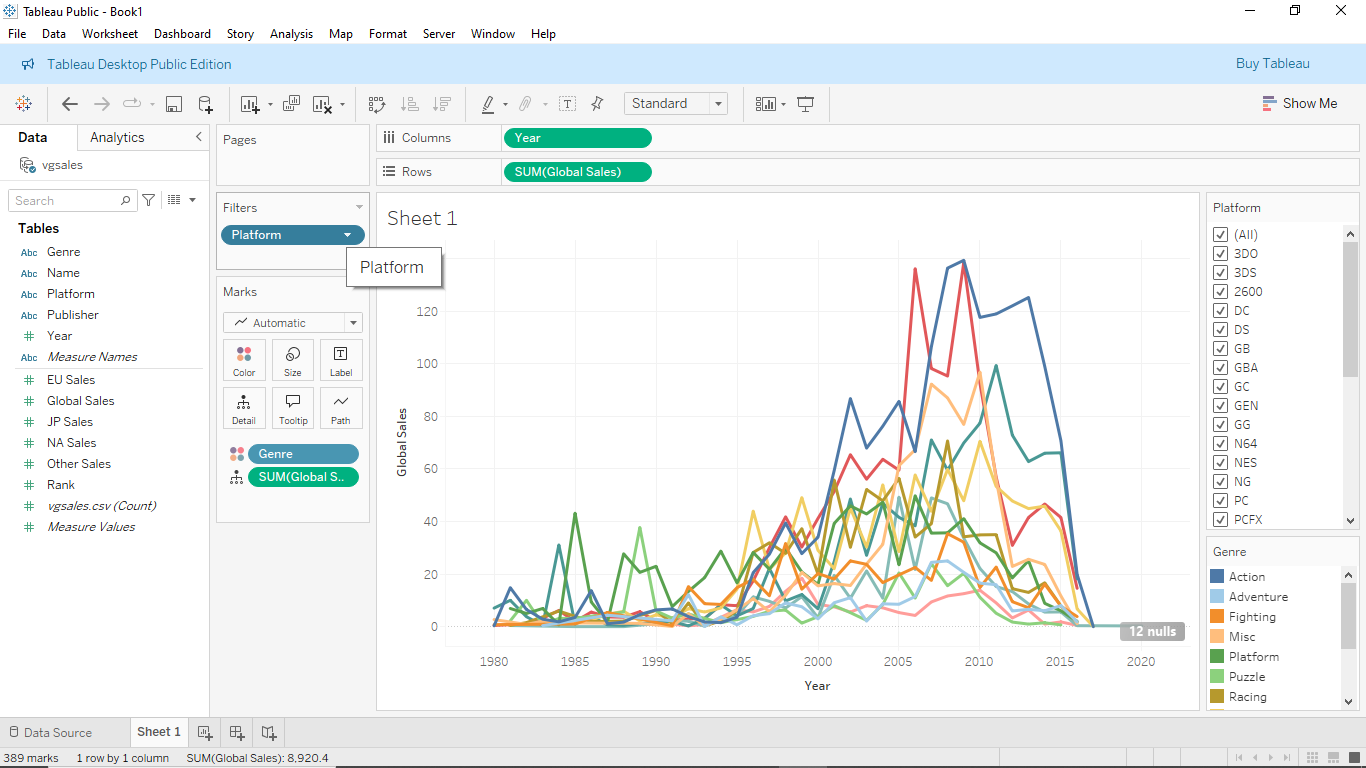 Tableau Public - Book1
File Data Worksheet Dashboard Story Analysis Map Format Server Window Help
Tableau Desktop Public Edition
Buy Tableau
Standard
Show Me
Data
Analytics
vgsales
Search
Tables
Abc Genre
Abc Name
Abc Platform
Abc Publisher
# Year
Abc Measure Names
# EU Sales
# Global Sales
# JP Sales
# NA Sales
# Other Sales
# Rank
# vgsales.csv (Count)
# Measure Values
Pages
Filters
Platform
Platform
Marks
Automatic
Color
Size
Label
Detail
Tooltip
Path
Genre
SUM(Global S..
Columns
Year
Rows
SUM(Global Sales)
Sheet 1
Global Sales
120
100
80
60
40
20
0
12 nulls
1980 1985 1990 1995 2000 2005 2010 2015 2020
Year
Platform
(All)
3DO
3DS
2600
DC
DS
GB
GBA
GC
GEN
GG
N64
NES
NG
PC
PCFX
Genre
Action
Adventure
Fighting
Misc
Platform
Puzzle
Racing
Data Source
Sheet 1
389 marks 1 row by 1 column SUM(Global Sales): 8,920.4